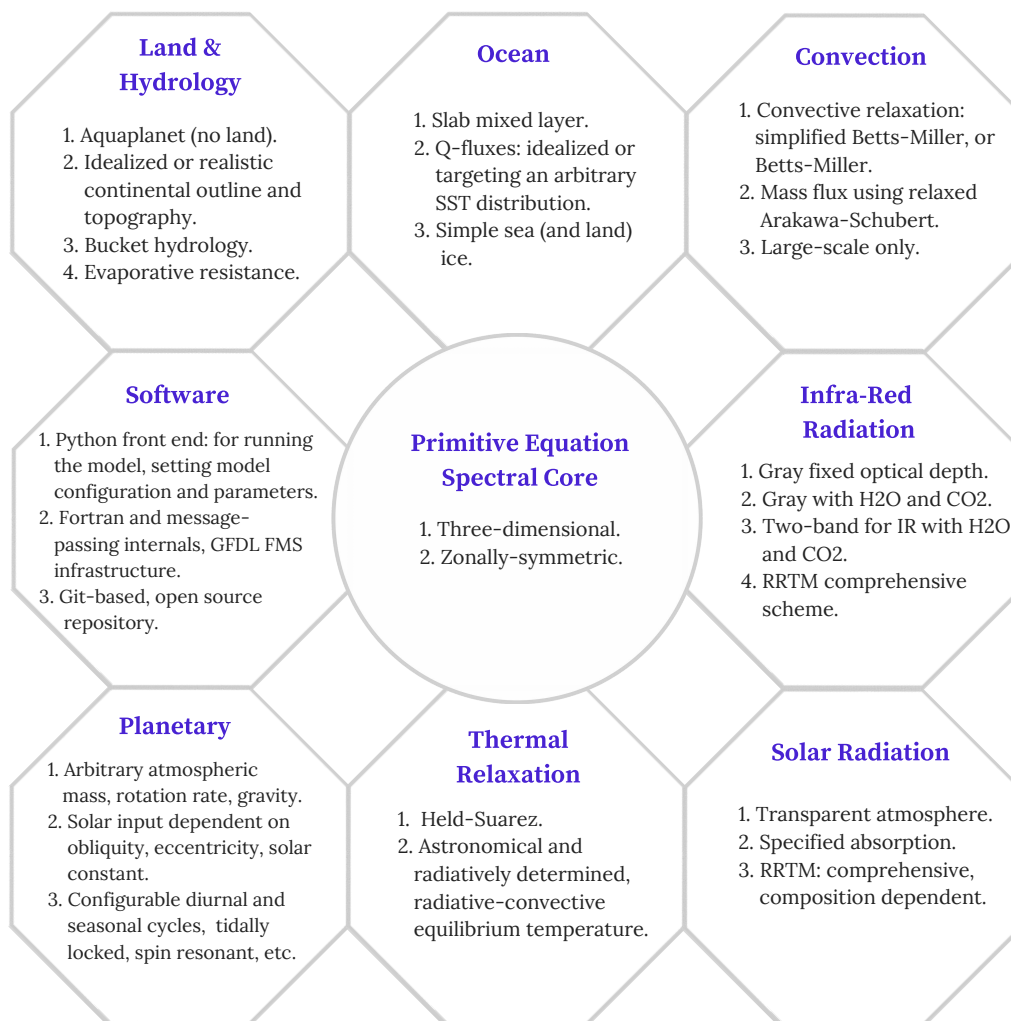 Land &
Hydrology
1. Aquaplanet (no land).
2. Idealized or realistic
continental outline and
topography.
3. Bucket hydrology.
4. Evaporative resistance.
Ocean
1. Slab mixed layer.
2. Q-fluxes: idealized or
targeting an arbitrary
SST distribution.
3. Simple sea (and land)
ice.
Convection
1. Convective relaxation:
simplified Betts-Miller, or
Betts-Miller.
2. Mass flux using relaxed
Arakawa-Schubert.
3. Large-scale only.
Software
1. Python front end: for running
the model, setting model
configuration and parameters.
2. Fortran and message-
passing internals, GFDL FMS
infrastructure.
3. Git-based, open source
repository.
Primitive Equation
Spectral Core
1. Three-dimensional.
2. Zonally-symmetric.
Infra-Red
Radiation
1. Gray fixed optical depth.
2. Gray with H2O and CO2.
3. Two-band for IR with H2O
and CO2.
4. RRTM comprehensive
scheme.
Planetary
1. Arbitrary atmospheric
mass, rotation rate, gravity.
2. Solar input dependent on
obliquity, eccentricity, solar
constant.
3. Configurable diurnal and
seasonal cycles, tidally
locked, spin resonant, etc.
Thermal
Relaxation
1. Held-Suarez.
2. Astronomical and
radiatively determined,
radiative-convective
equilibrium temperature.
Solar Radiation
1. Transparent atmosphere.
2. Specified absorption.
3. RRTM: comprehensive,
composition dependent.